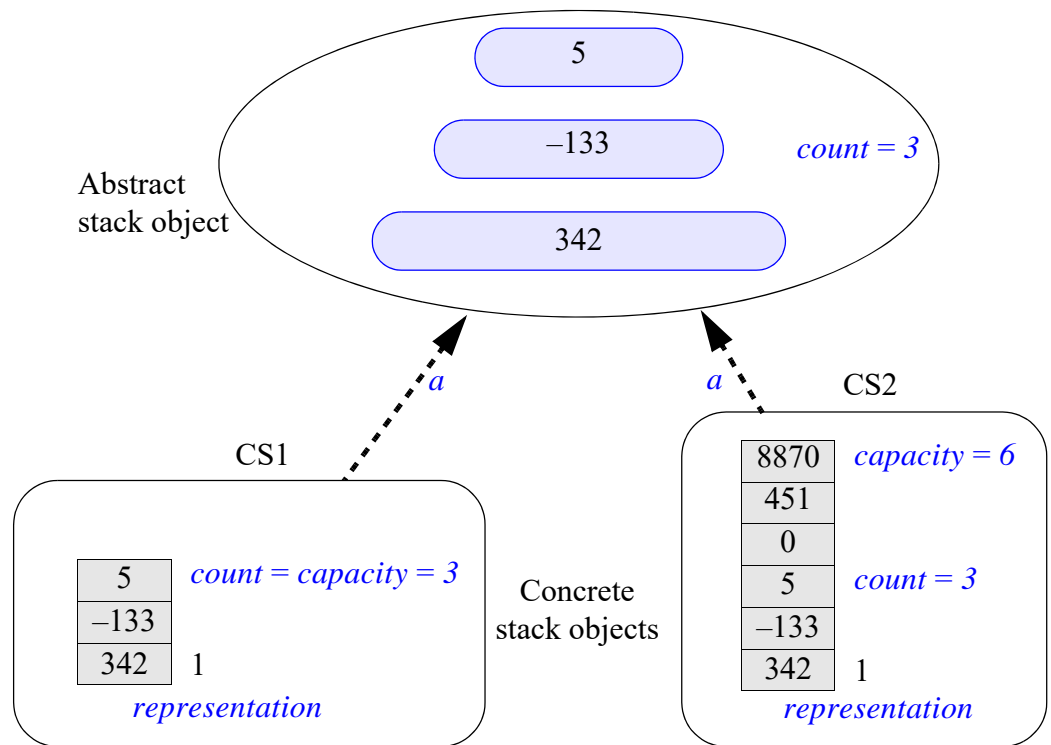 5
–133
count = 3
Abstract
stack object
342
a
a
CS2
CS1
8870
capacity = 6
451
0
5
count = capacity = 3
5
count = 3
Concrete
stack objects
–133
–133
342
1
342
1
representation
representation